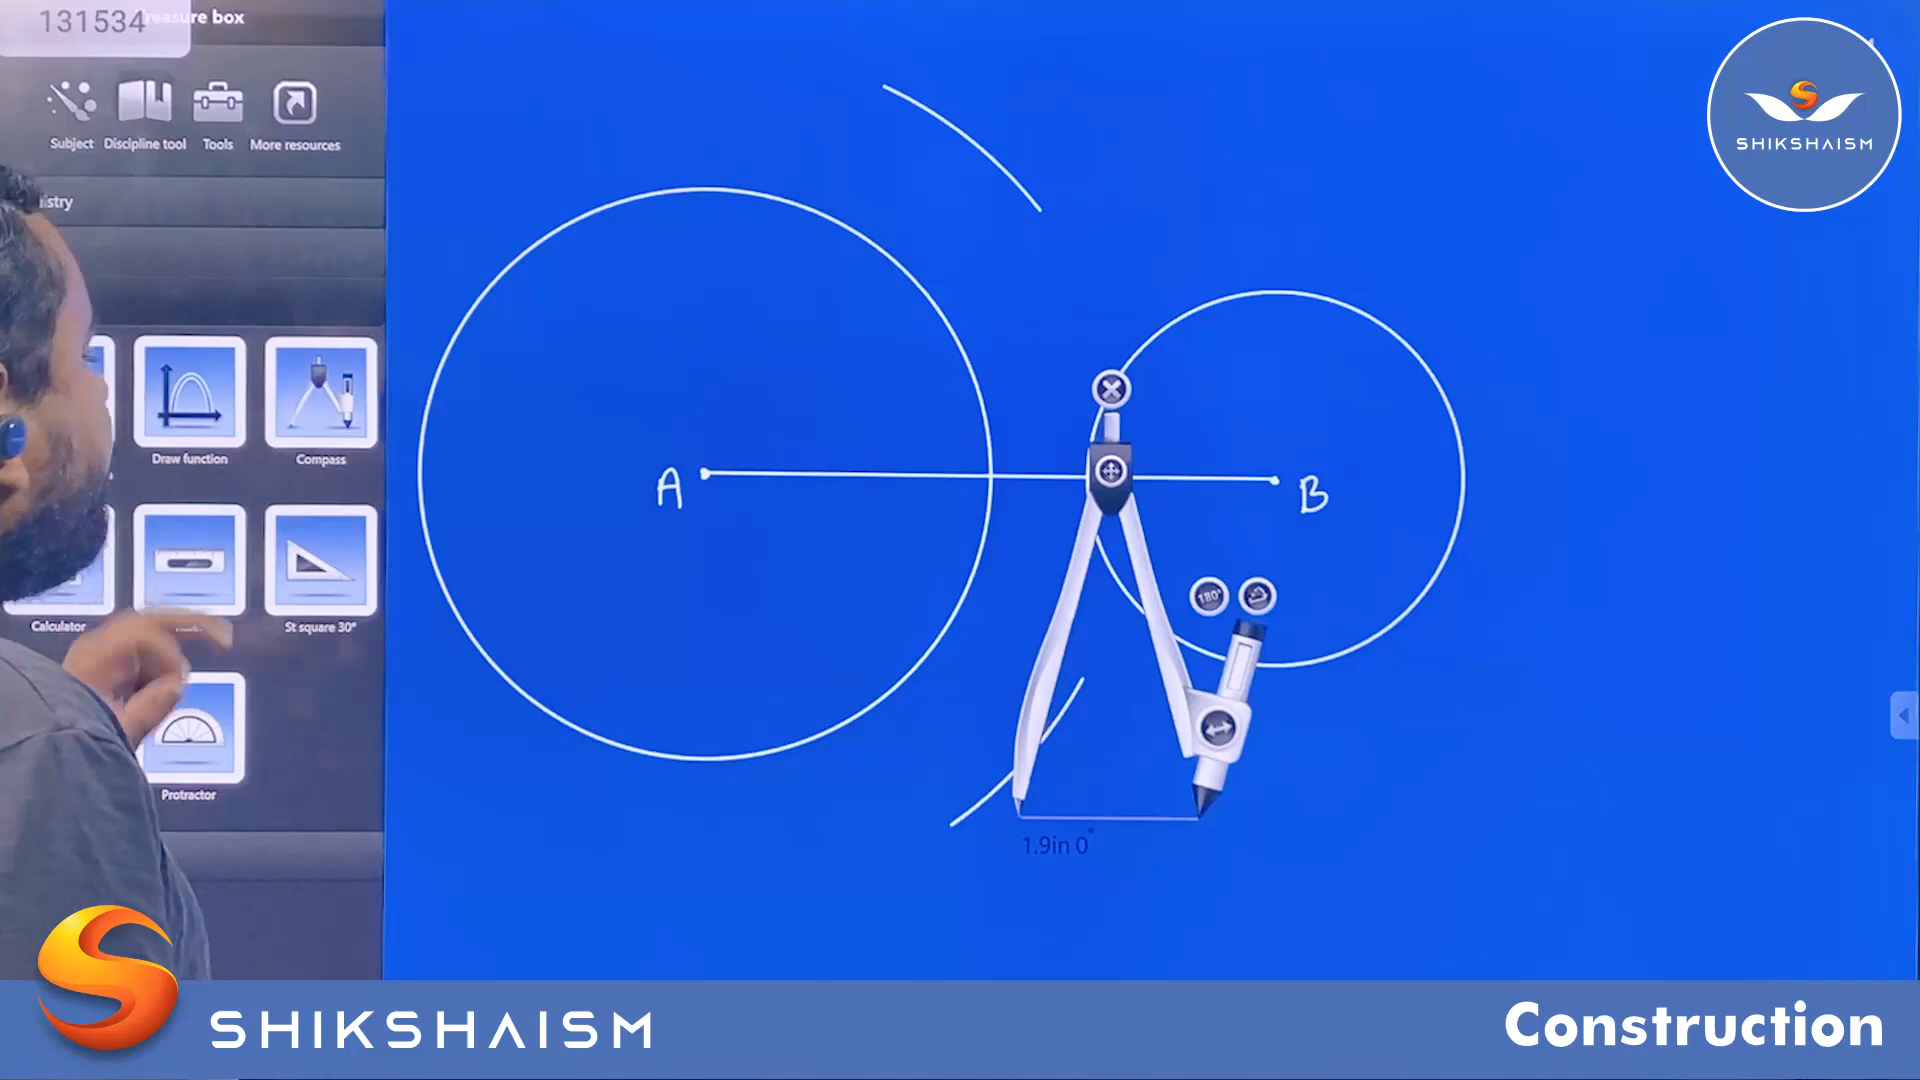 131534
Treasure box
Subject Discipline tool Tools More resources
istry
Draw function Compass
Calculator St square 30°
Protractor
A
B
180°
1.9in 0°
SHIKSHAISM
SHIKSHAISM
Construction